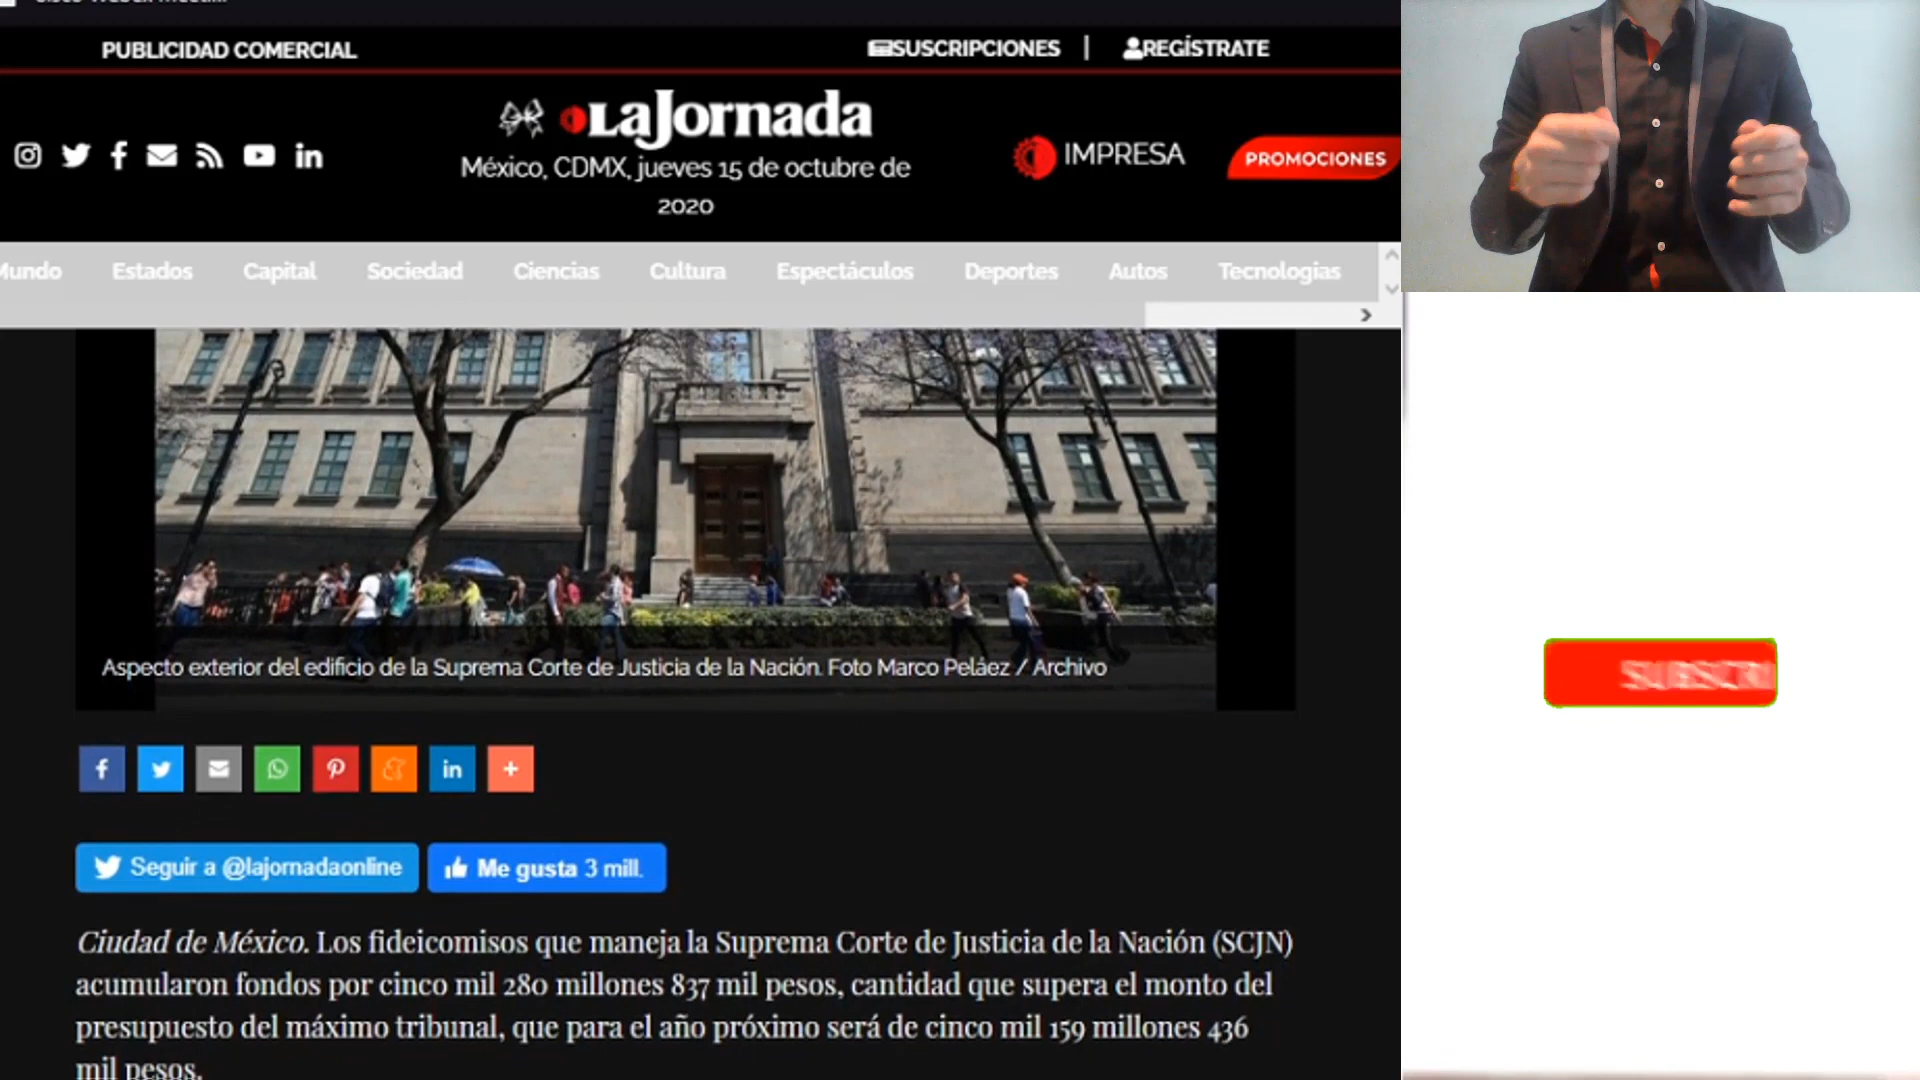 PUBLICIDAD COMERCIAL
SUSCRIPCIONES | REGÍSTRATE
LaJornada
México, CDMX, jueves 15 de octubre de
2020
IMPRESA
PROMOCIONES
Mundo Estados Capital Sociedad Ciencias Cultura Espectáculos Deportes Autos Tecnologías
Aspecto exterior del edificio de la Suprema Corte de Justicia de la Nación. Foto Marco Peláez / Archivo
SUBSCRI
Seguir a @lajornadaonline
Me gusta 3 mill.
Ciudad de México. Los fideicomisos que maneja la Suprema Corte de Justicia de la Nación (SCJN)
acumularon fondos por cinco mil 280 millones 837 mil pesos, cantidad que supera el monto del
presupuesto del máximo tribunal, que para el año próximo será de cinco mil 159 millones 436
mil pesos.